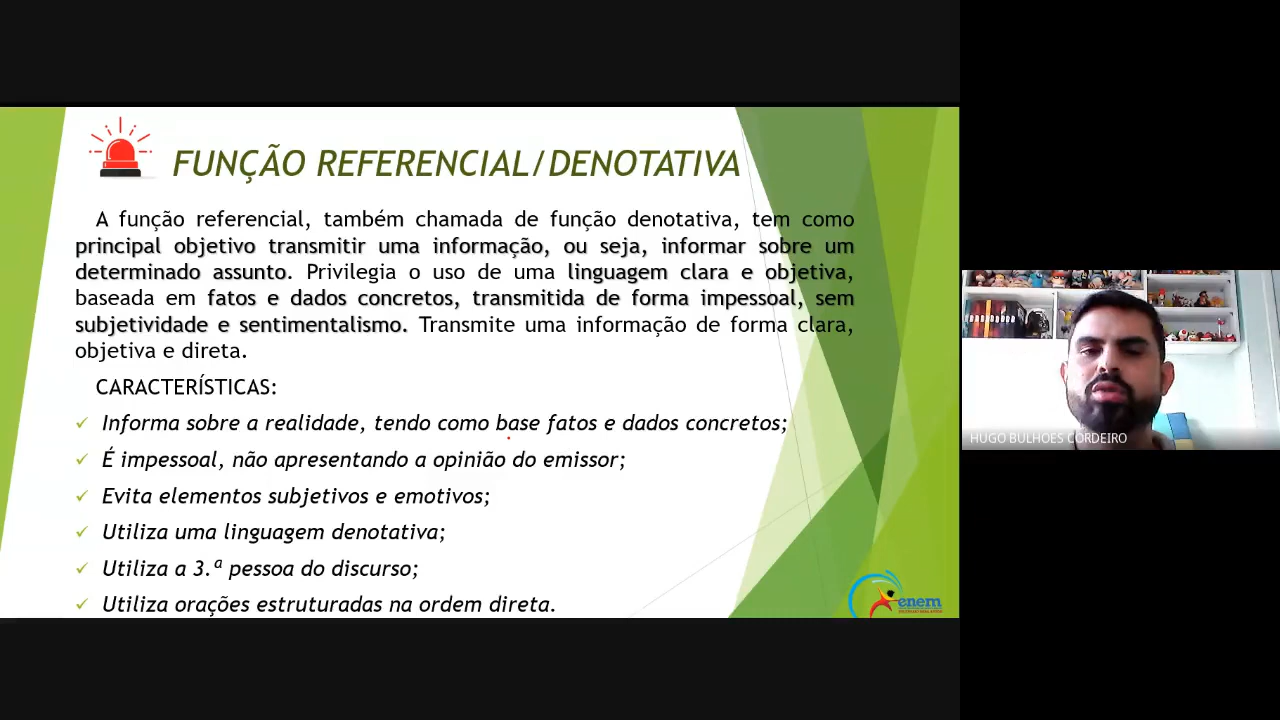 FUNÇÃO REFERENCIAL/DENOTATIVA
A função referencial, também chamada de função denotativa, tem como
principal objetivo transmitir uma informação, ou seja, informar sobre um
determinado assunto. Privilegia o uso de uma linguagem clara e objetiva,
baseada em fatos e dados concretos, transmitida de forma impessoal, sem
subjetividade e sentimentalismo. Transmite uma informação de forma clara,
objetiva e direta.
CARACTERÍSTICAS:
Informa sobre a realidade, tendo como base fatos e dados concretos;
É impessoal, não apresentando a opinião do emissor;
Evita elementos subjetivos e emotivos;
Utiliza uma linguagem denotativa;
Utiliza a 3.ª pessoa do discurso;
Utiliza orações estruturadas na ordem direta.
enem
HUGO BULHOES CORDEIRO